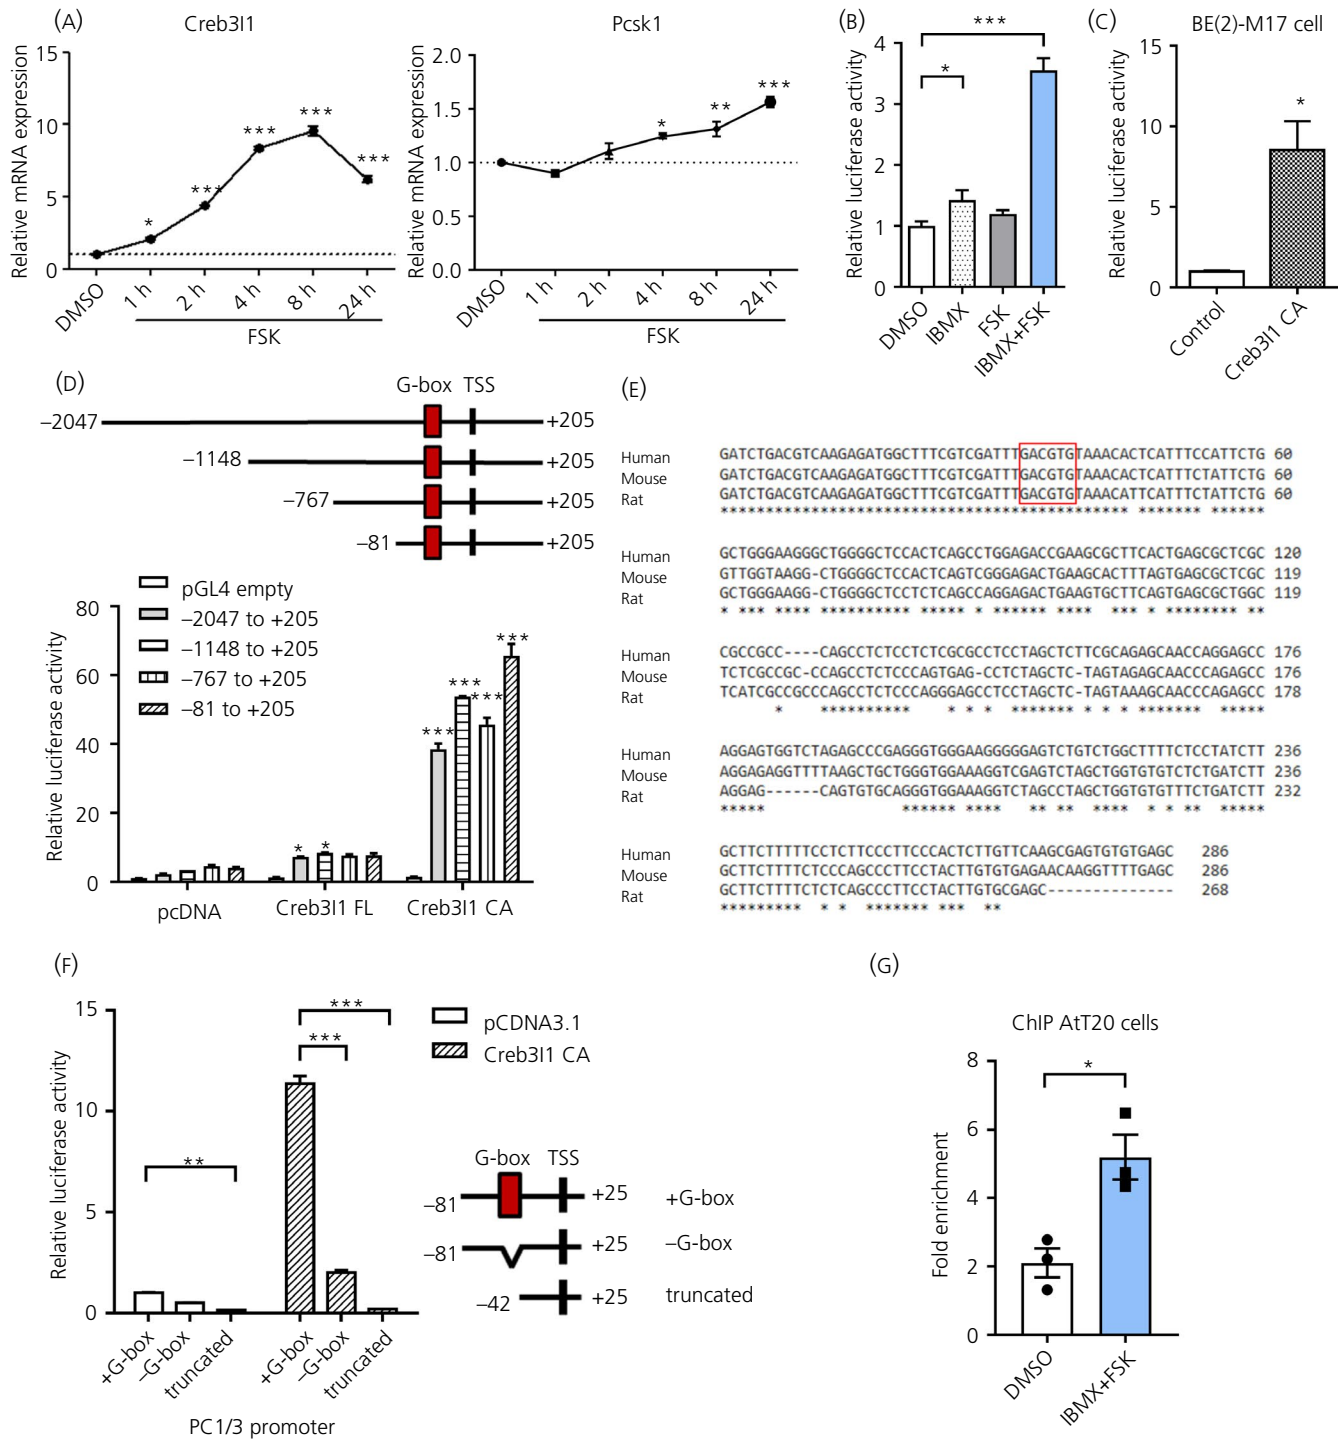 (A)
Creb3l1
Relative mRNA expression
15
10
5
0
*
***
***
***
***
DMSO
1 h
2 h
4 h
8 h
24 h
FSK
Pcsk1
Relative mRNA expression
2.0
1.5
1.0
0.5
0.0
*
**
***
DMSO
1 h
2 h
4 h
8 h
24 h
FSK
(B)
Relative luciferase activity
4
3
2
1
0
***
*
DMSO
IBMX
FSK
IBMX+FSK
(C)
BE(2)-M17 cell
Relative luciferase activity
15
10
5
0
*
Control
Creb3l1 CA
(D)
G-box TSS
−2047 +205
−1148 +205
−767 +205
−81 +205
pGL4 empty
−2047 to +205
−1148 to +205
−767 to +205
−81 to +205
Relative luciferase activity
80
60
40
20
0
* *
*** *** *** ***
pcDNA Creb3l1 FL Creb3l1 CA
(E)
Human GATCTGACGTCAAGAGATGGCTTTCGTCGATTTGACGTGTAAACACTCATTTCCATTCTG 60
Mouse GATCTGACGTCAAGAGATGGCTTTCGTCGATTTGACGTGTAAACACTCATTTCTATTCTG 60
Rat GATCTGACGTCAAGAGATGGCTTTCGTCGATTTGACGTGTAAACATTCATTTCTATTCTG 60
********************************************* ******* ******
Human GCTGGGAAGGGCTGGGGCTCCACTCAGCCTGGAGACCGAAGCGCTTCACTGAGCGCTCGC 120
Mouse GTTGGTAAGG-CTGGGGCTCCACTCAGTCGGGAGACTGAAGCACTTTAGTGAGCGCTCGC 119
Rat GCTGGGAAGG-CTGGGGCTCCTCTCAGCCAGGAGACTGAAGTGCTTCAGTGAGCGCTGGC 119
* *** **** ********** ***** * ****** **** *** * ******** **
Human CGCCGCC----CAGCCTCTCCTCTCGCGCCTCCTAGCTCTTCGCAGAGCAACCAGGAGCC 176
Mouse TCTCGCCGC-CCAGCCTCTCCCAGTGAG-CCTCTAGCTC-TAGTAGAGCAACCCAGAGCC 176
Rat TCATCGCCGCCCAGCCTCTCCCAGGGAGCCTCCTAGCTC-TAGTAAAGCAACCCAGAGCC 178
* ********** * * * ******* * * * ******* *****
Human AGGAGTGGTCTAGAGCCCGAGGGTGGGAAGGGGGAGTCTGTCTGGCTTTTCTCCTATCTT 236
Mouse AGGAGAGGTTTTAAGCTGCTGGGTGGAAAGGTCGAGTCTAGCTGGTGTGTCTCTGATCTT 236
Rat AGGAG------CAGTGTGCAGGGTGGAAAGGTCTAGCCTAGCTGGTGTGTTTCTGATCTT 232
***** ****** **** ** ** **** * * ** *****
Human GCTTCTTTTTCCTCTTCCCTTCCCACTCTTGTTCAAGCGAGTGTGTGAGC 286
Mouse GCTTCTTTTCTCCCAGCCCTTCCTACTTGTGTGAGAACAAGGTTTTGAGC 286
Rat GCTTCTTTTCTCTCAGCCCTTCCTACTTGTGCGAGC-------------- 268
********* * * ******* *** **
(F)
Relative luciferase activity
15
10
5
0
**
***
***
pCDNA3.1
Creb3l1 CA
+G-box
−G-box
truncated
+G-box
−G-box
truncated
PC1/3 promoter
G-box TSS
−81 +25 +G-box
−81 +25 −G-box
−42 +25 truncated
(G)
ChIP AtT20 cells
Fold enrichment
8
6
4
2
0
*
DMSO
IBMX+FSK